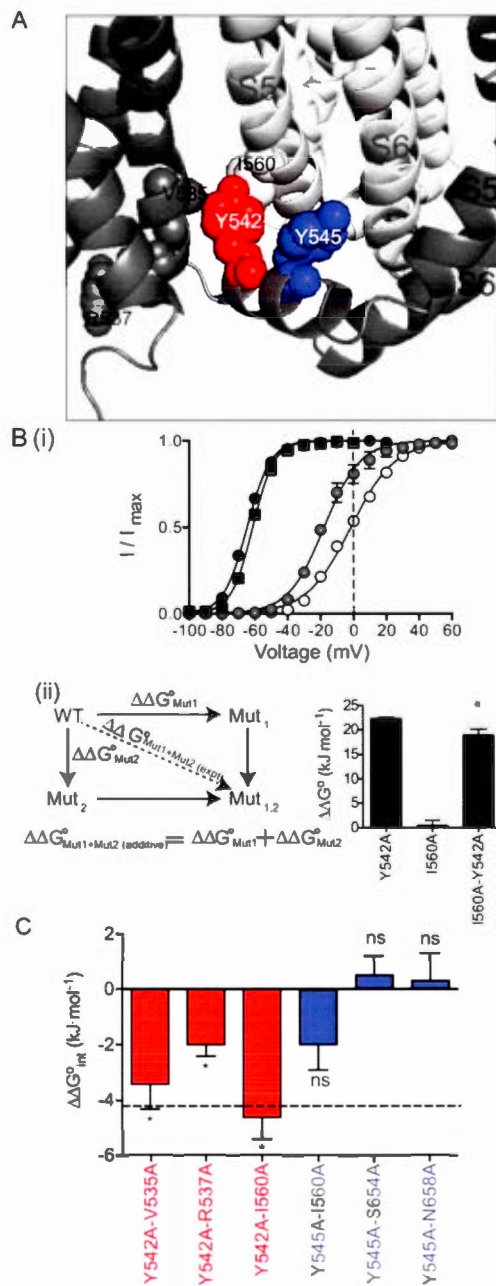 A
S5
S6
I560
Y542
Y545
S5
S6
B (i)
I / I max
1.0
0.5
0.0
-100 -80 -60 -40 -20 0 20 40 60
Voltage (mV)
(ii)
WT
ΔΔG°Mut1
Mut1
ΔΔG°Mut1+Mut2 (expt)
ΔΔG°Mut2
Mut2
Mut1,2
ΔΔG°Mut1+Mut2 (additive) = ΔΔG°Mut1 + ΔΔG°Mut2
ΔΔG° (kJ mol-1)
25
20
15
10
5
0
*
Y542A
I560A
I560A-Y542A
C
ΔΔG°int (kJ·mol-1)
2
0
-2
-4
-6
*
*
*
ns
ns
ns
Y542A-V535A
Y542A-R537A
Y542A-I560A
Y545A-I560A
Y545A-S654A
Y545A-N658A